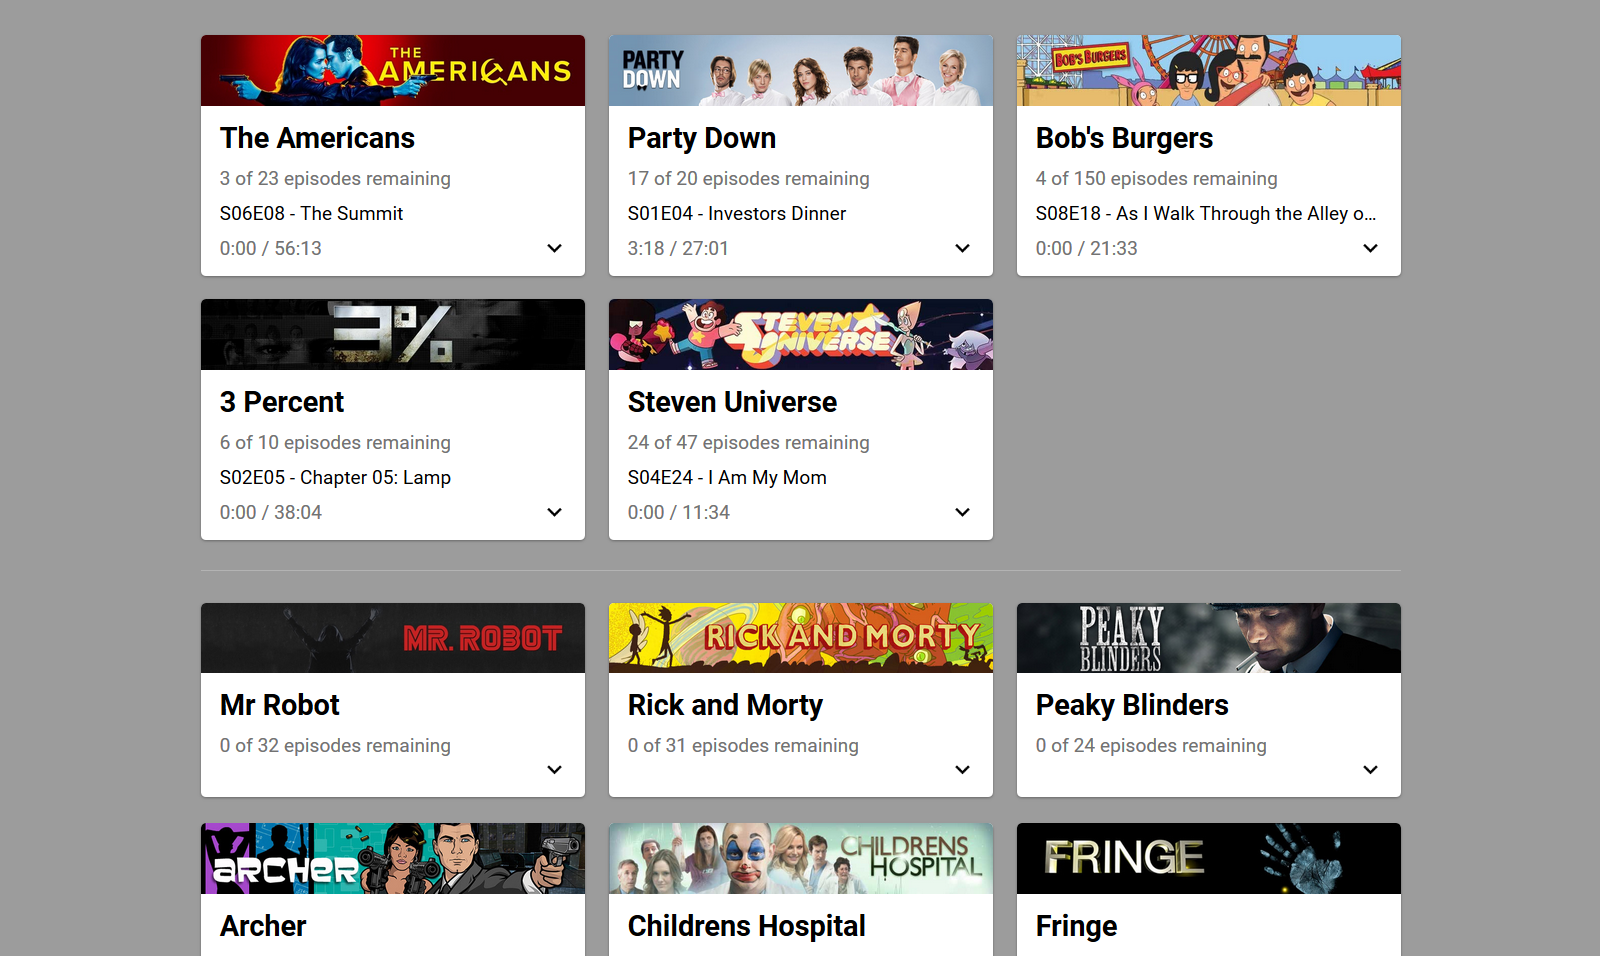 THE
AMERICANS
The Americans
3 of 23 episodes remaining
S06E08 - The Summit
0:00 / 56:13
PARTY
DOWN
Party Down
17 of 20 episodes remaining
S01E04 - Investors Dinner
3:18 / 27:01
BOB'S BURGERS
Bob's Burgers
4 of 150 episodes remaining
S08E18 - As I Walk Through the Alley o...
0:00 / 21:33
3%
3 Percent
6 of 10 episodes remaining
S02E05 - Chapter 05: Lamp
0:00 / 38:04
STEVEN
UNIVERSE
Steven Universe
24 of 47 episodes remaining
S04E24 - I Am My Mom
0:00 / 11:34
MR. ROBOT
Mr Robot
0 of 32 episodes remaining
RICK AND MORTY
Rick and Morty
0 of 31 episodes remaining
PEAKY
BLINDERS
Peaky Blinders
0 of 24 episodes remaining
ARCHER
Archer
CHILDRENS
HOSPITAL
Childrens Hospital
FRINGE
Fringe